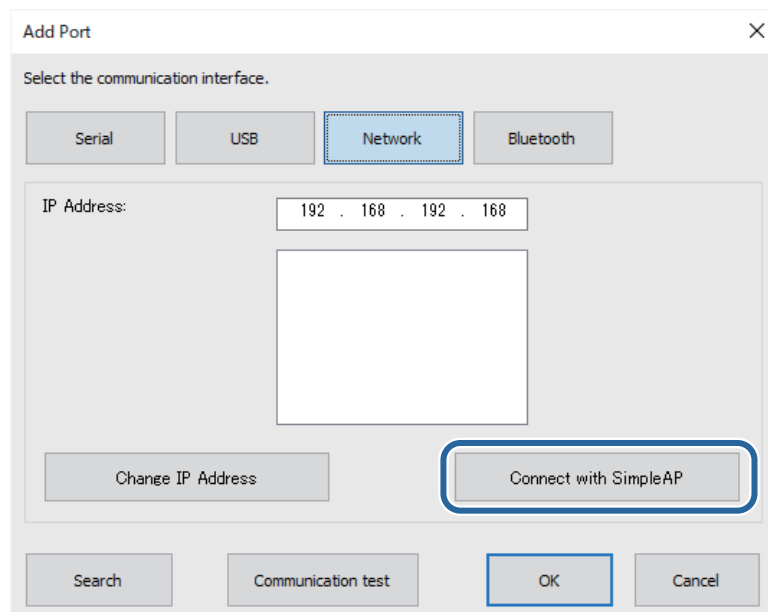 Add Port
Select the communication interface.
Serial USB Network Bluetooth
IP Address: 192 . 168 . 192 . 168
Change IP Address Connect with SimpleAP
Search Communication test OK Cancel